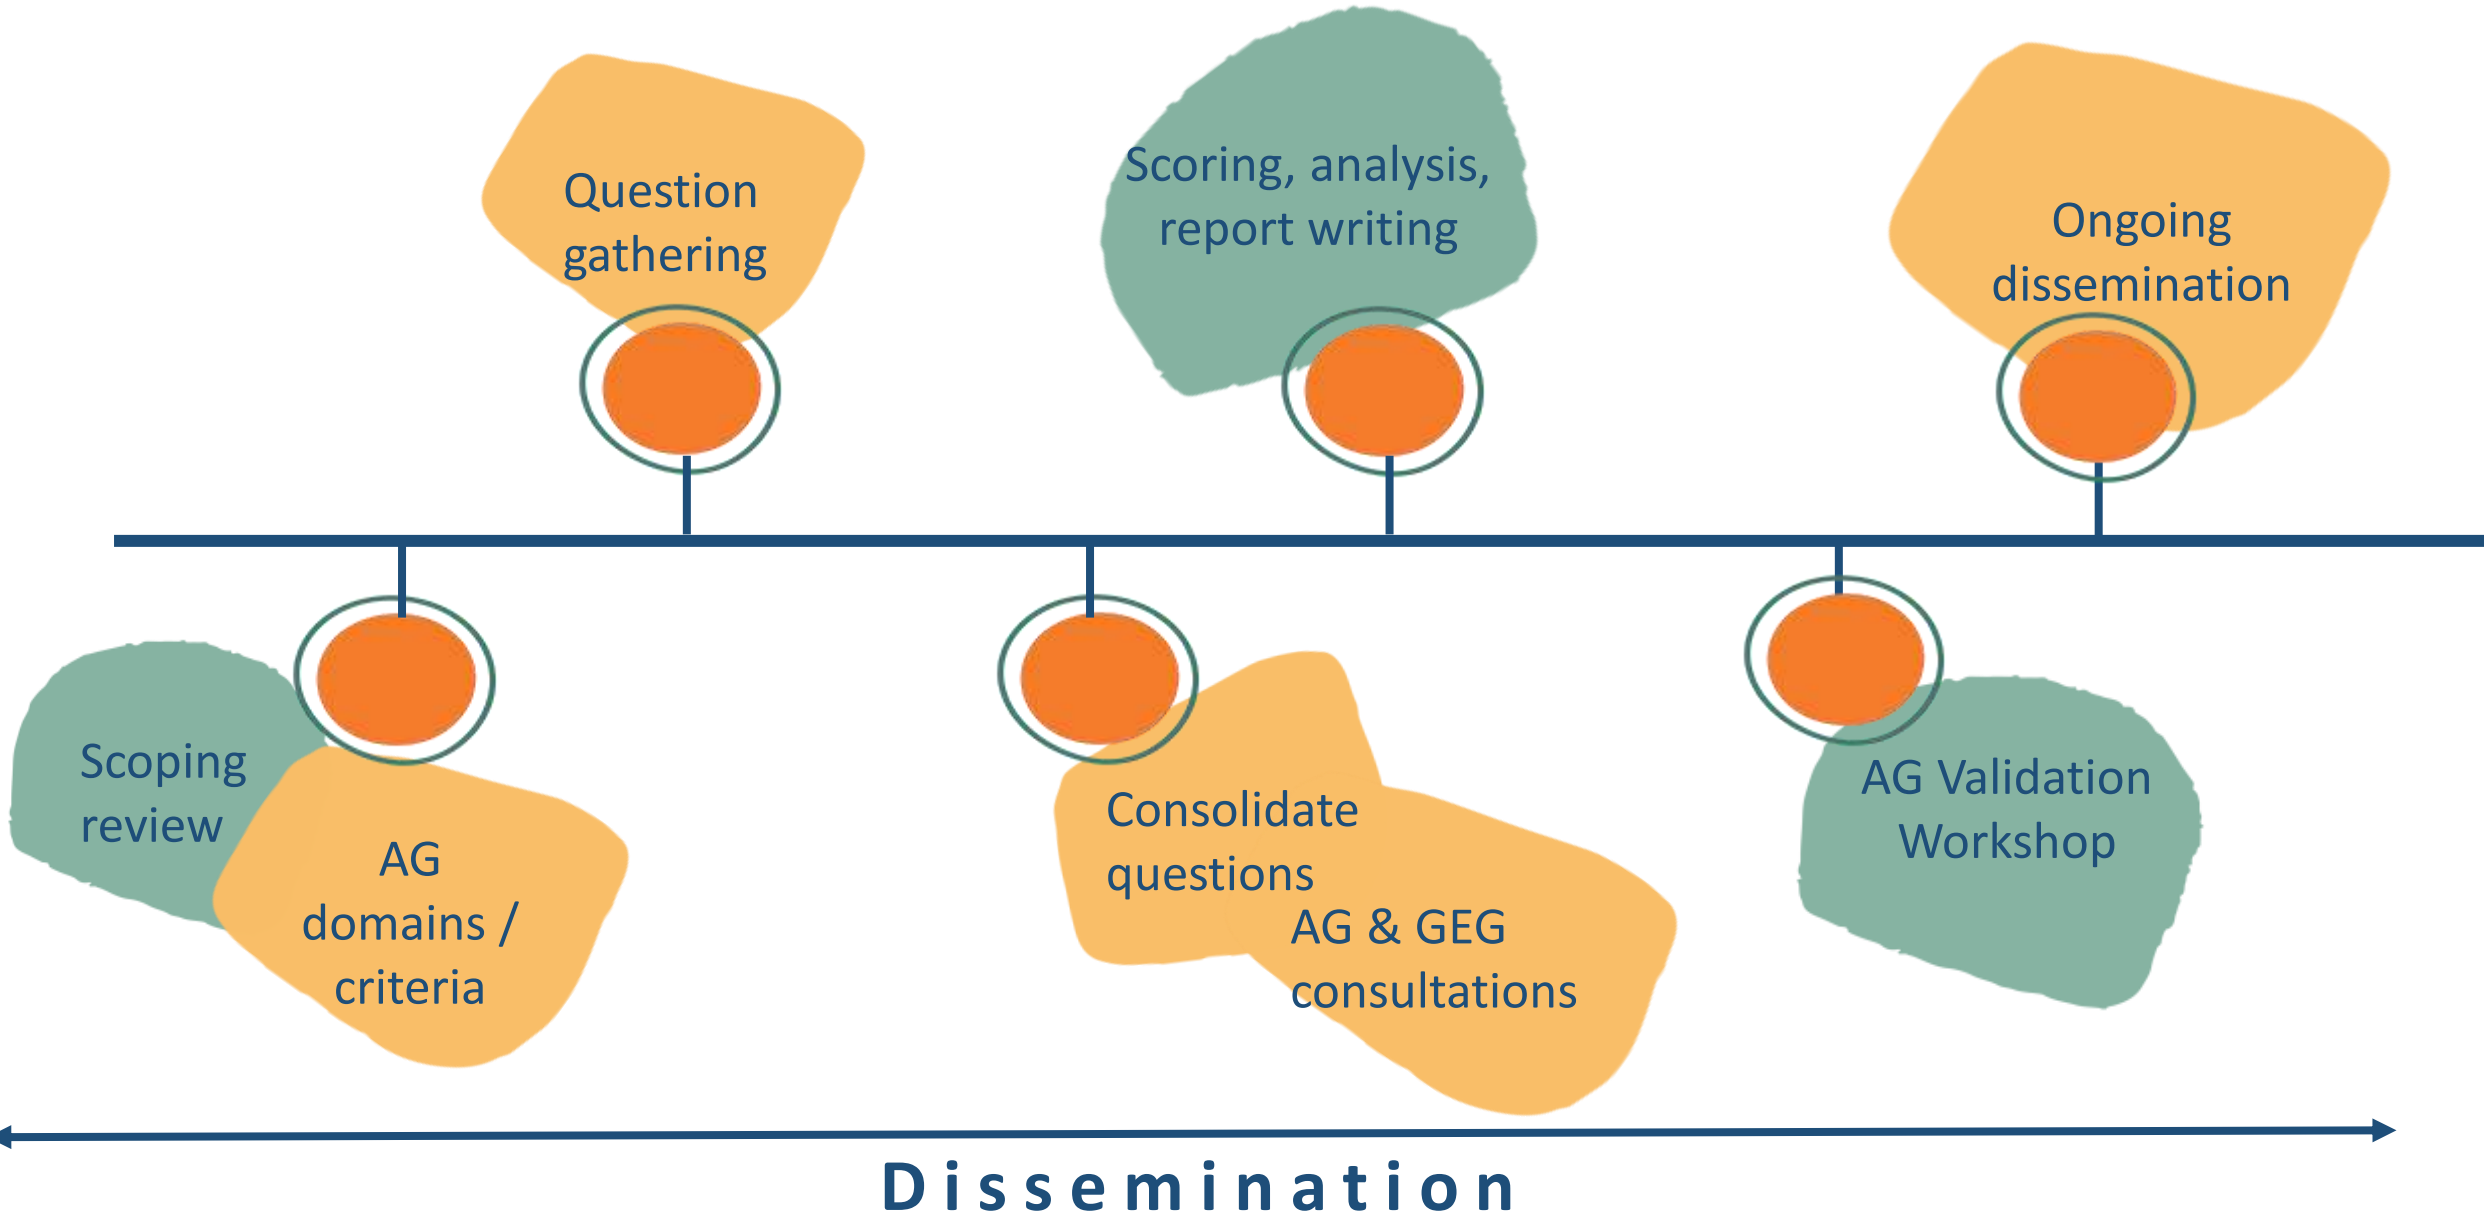 Question
gathering
Scoring, analysis,
report writing
Ongoing
dissemination
Scoping
review
AG
domains /
criteria
Consolidate
questions
AG & GEG
consultations
AG Validation
Workshop
Dissemination